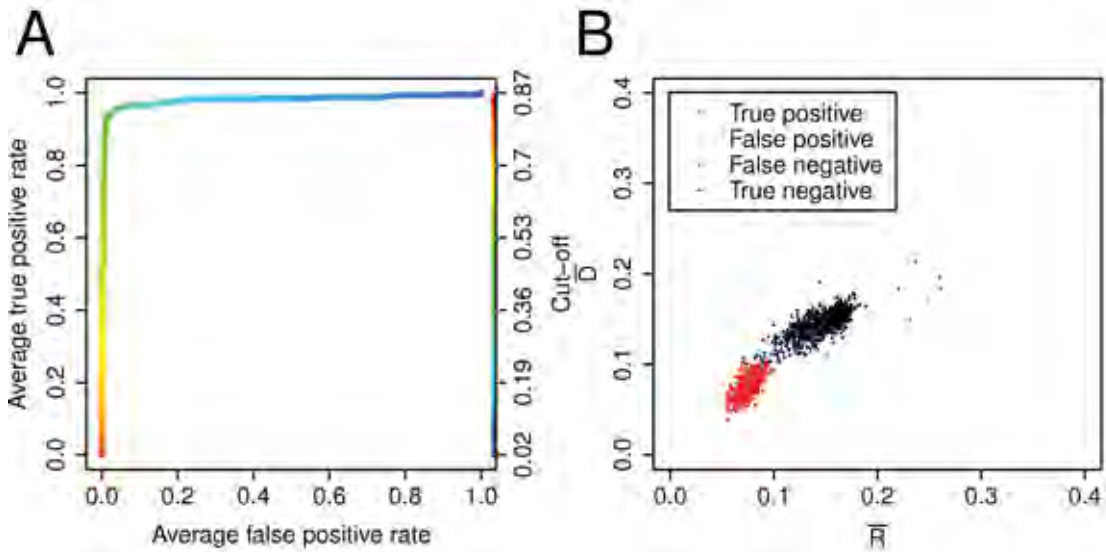 A
B
Average true positive rate
1.0
0.8
0.6
0.4
0.2
0.0
0.0 0.2 0.4 0.6 0.8 1.0
Average false positive rate
0.87
0.7
0.53
0.36
0.19
0.02
Cut-off
D
0.4
0.3
0.2
0.1
0.0
True positive
False positive
False negative
True negative
0.0 0.1 0.2 0.3 0.4
R